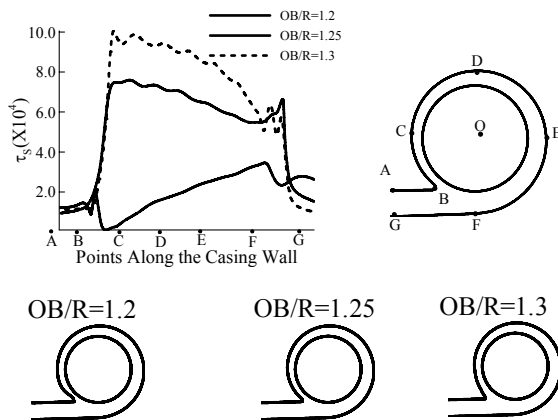 OB/R=1.2
OB/R=1.25
OB/R=1.3
τS(X10⁴)
10.0
8.0
6.0
4.0
2.0
A B C D E F G
Points Along the Casing Wall
D
C
O
E
A
B
G
F
OB/R=1.2
OB/R=1.25
OB/R=1.3